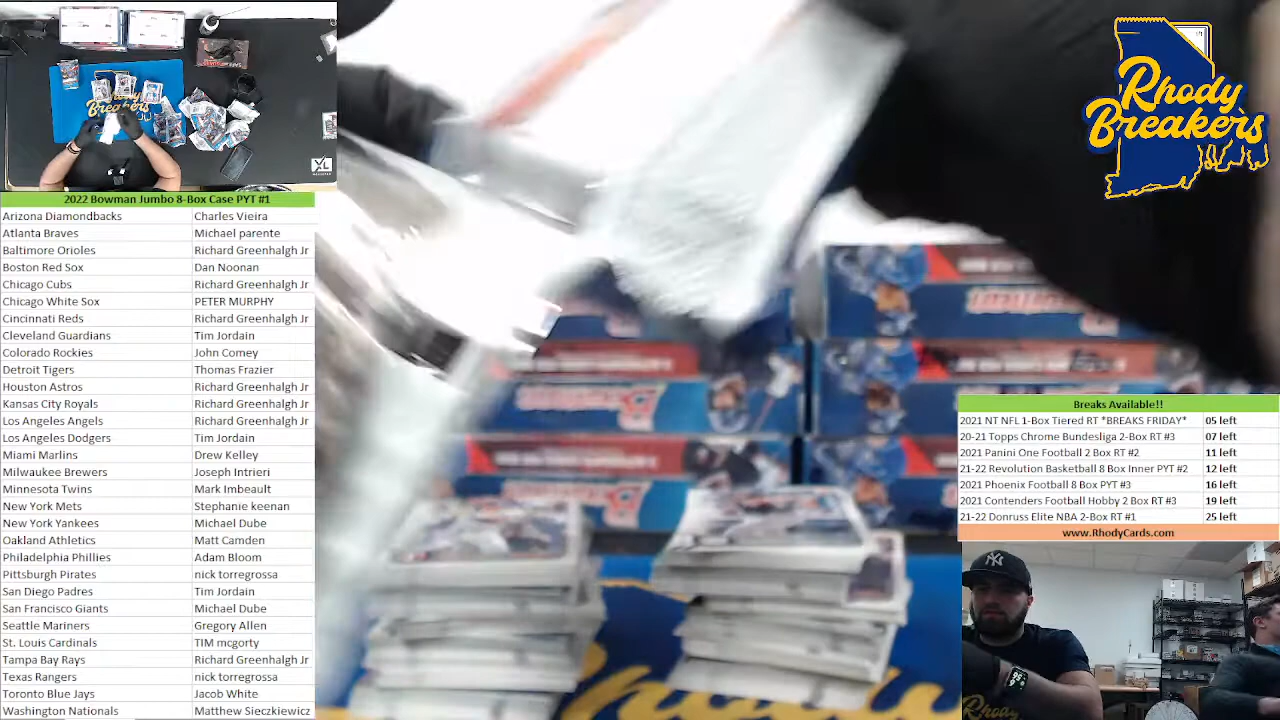 Rhody
Breakers
XL
2022 Bowman Jumbo 8-Box Case PYT #1
Arizona Diamondbacks Charles Vieira
Atlanta Braves Michael parente
Baltimore Orioles Richard Greenhalgh Jr
Boston Red Sox Dan Noonan
Chicago Cubs Richard Greenhalgh Jr
Chicago White Sox PETER MURPHY
Cincinnati Reds Richard Greenhalgh Jr
Cleveland Guardians Tim Jordain
Colorado Rockies John Comey
Detroit Tigers Thomas Frazier
Houston Astros Richard Greenhalgh Jr
Kansas City Royals Richard Greenhalgh Jr
Los Angeles Angels Richard Greenhalgh Jr
Los Angeles Dodgers Tim Jordain
Miami Marlins Drew Kelley
Milwaukee Brewers Joseph Intrieri
Minnesota Twins Mark Imbeault
New York Mets Stephanie keenan
New York Yankees Michael Dube
Oakland Athletics Matt Camden
Philadelphia Phillies Adam Bloom
Pittsburgh Pirates nick torregrossa
San Diego Padres Tim Jordain
San Francisco Giants Michael Dube
Seattle Mariners Gregory Allen
St. Louis Cardinals TIM mcgorty
Tampa Bay Rays Richard Greenhalgh Jr
Texas Rangers nick torregrossa
Toronto Blue Jays Jacob White
Washington Nationals Matthew Sieczkiewicz
Rhody
Breakers
Breaks Available!!
2021 NT NFL 1-Box Tiered RT *BREAKS FRIDAY* 05 left
20-21 Topps Chrome Bundesliga 2-Box RT #3 07 left
2021 Panini One Football 2 Box RT #2 11 left
21-22 Revolution Basketball 8 Box Inner PYT #2 12 left
2021 Phoenix Football 8 Box PYT #3 16 left
2021 Contenders Football Hobby 2 Box RT #3 19 left
21-22 Donruss Elite NBA 2-Box RT #1 25 left
www.RhodyCards.com
Rhody